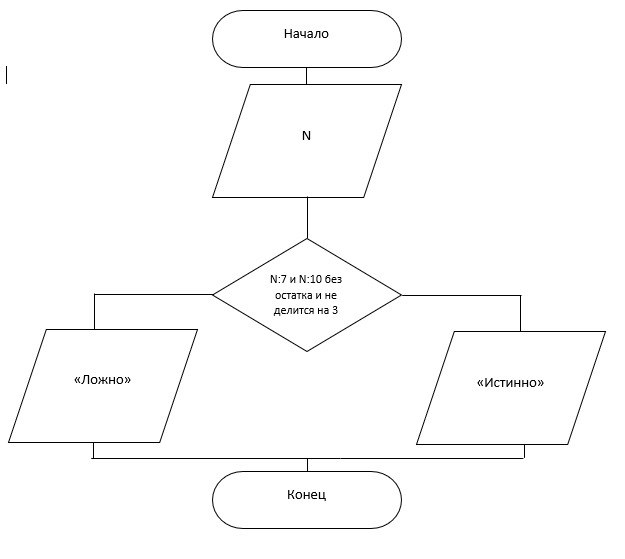 Начало
N
N:7 и N:10 без
остатка и не
делится на 3
«Ложно»
«Истинно»
Конец